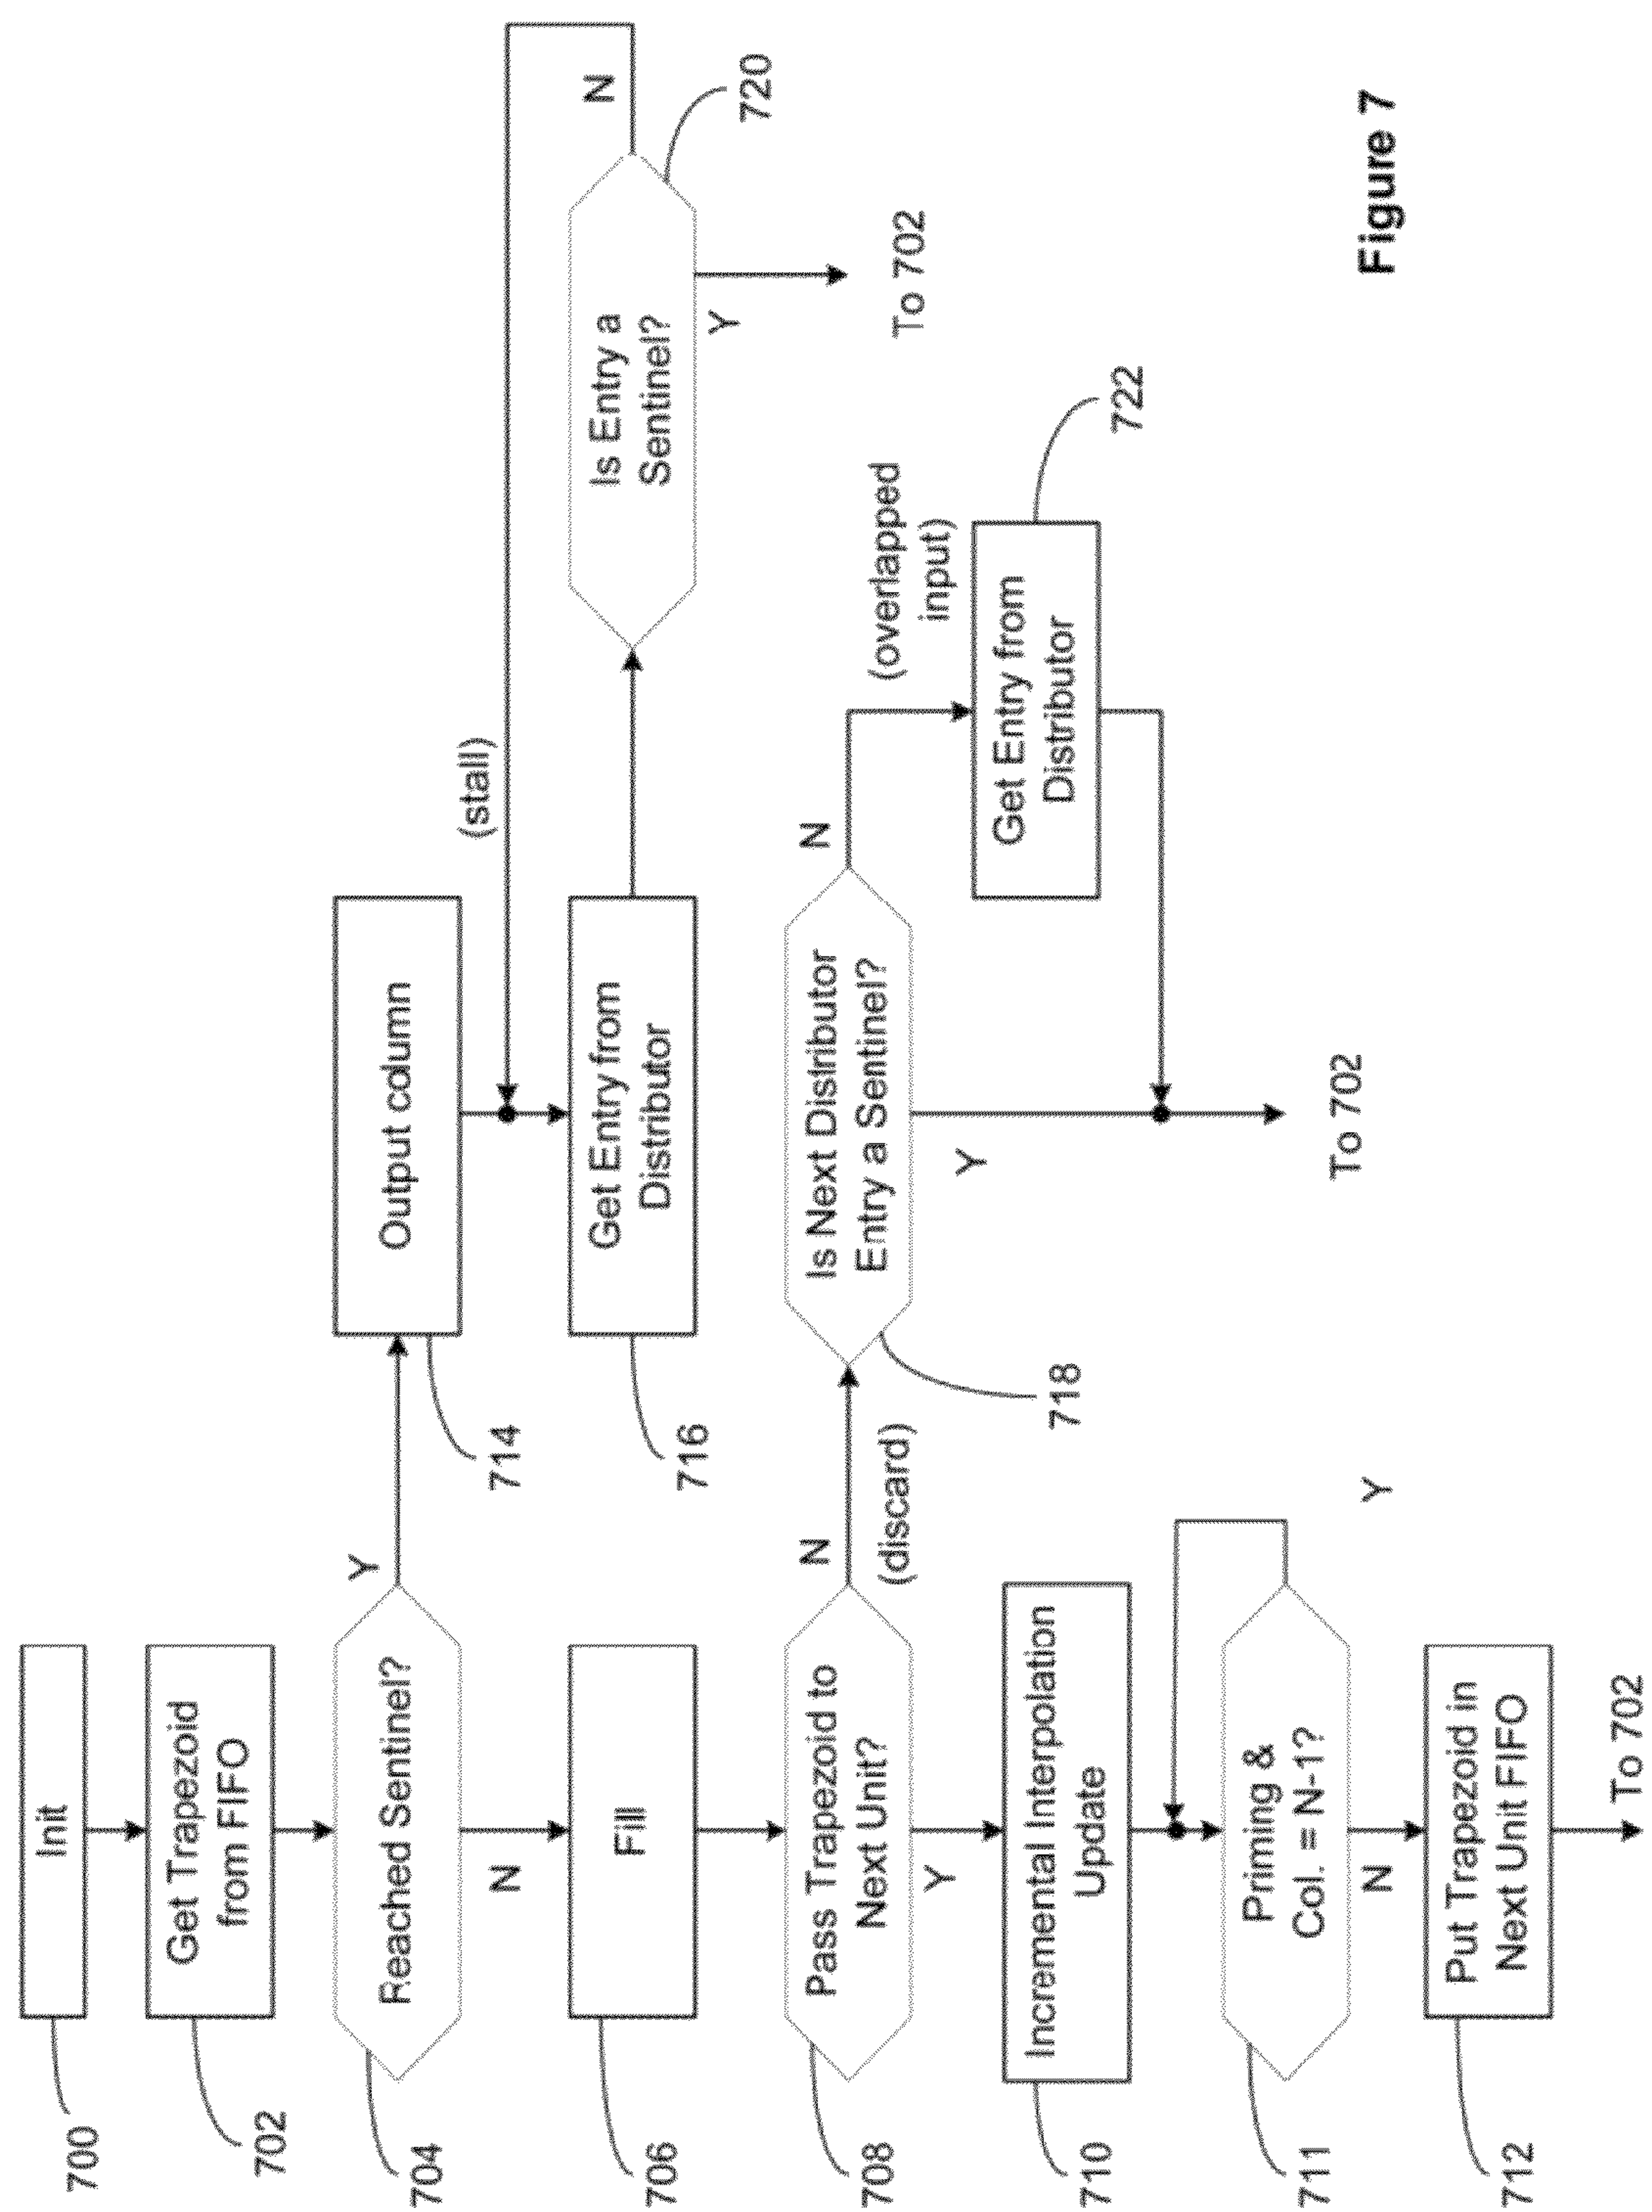 700
Init
702
Get Trapezoid
from FIFO
704
Reached Sentinel?
Y
N
714
Output column
(stall)
706
Fill
716
Get Entry from
Distributor
Is Entry a
Sentinel?
N
720
Y
To 702
708
Pass Trapezoid to
Next Unit?
N
(discard)
Y
718
Is Next Distributor
Entry a Sentinel?
N
Y
(overlapped
input)
710
Incremental Interpolation
Update
Get Entry from
Distributor
722
711
Priming &
Col. = N-1?
Y
N
To 702
712
Put Trapezoid in
Next Unit FIFO
To 702
Figure 7